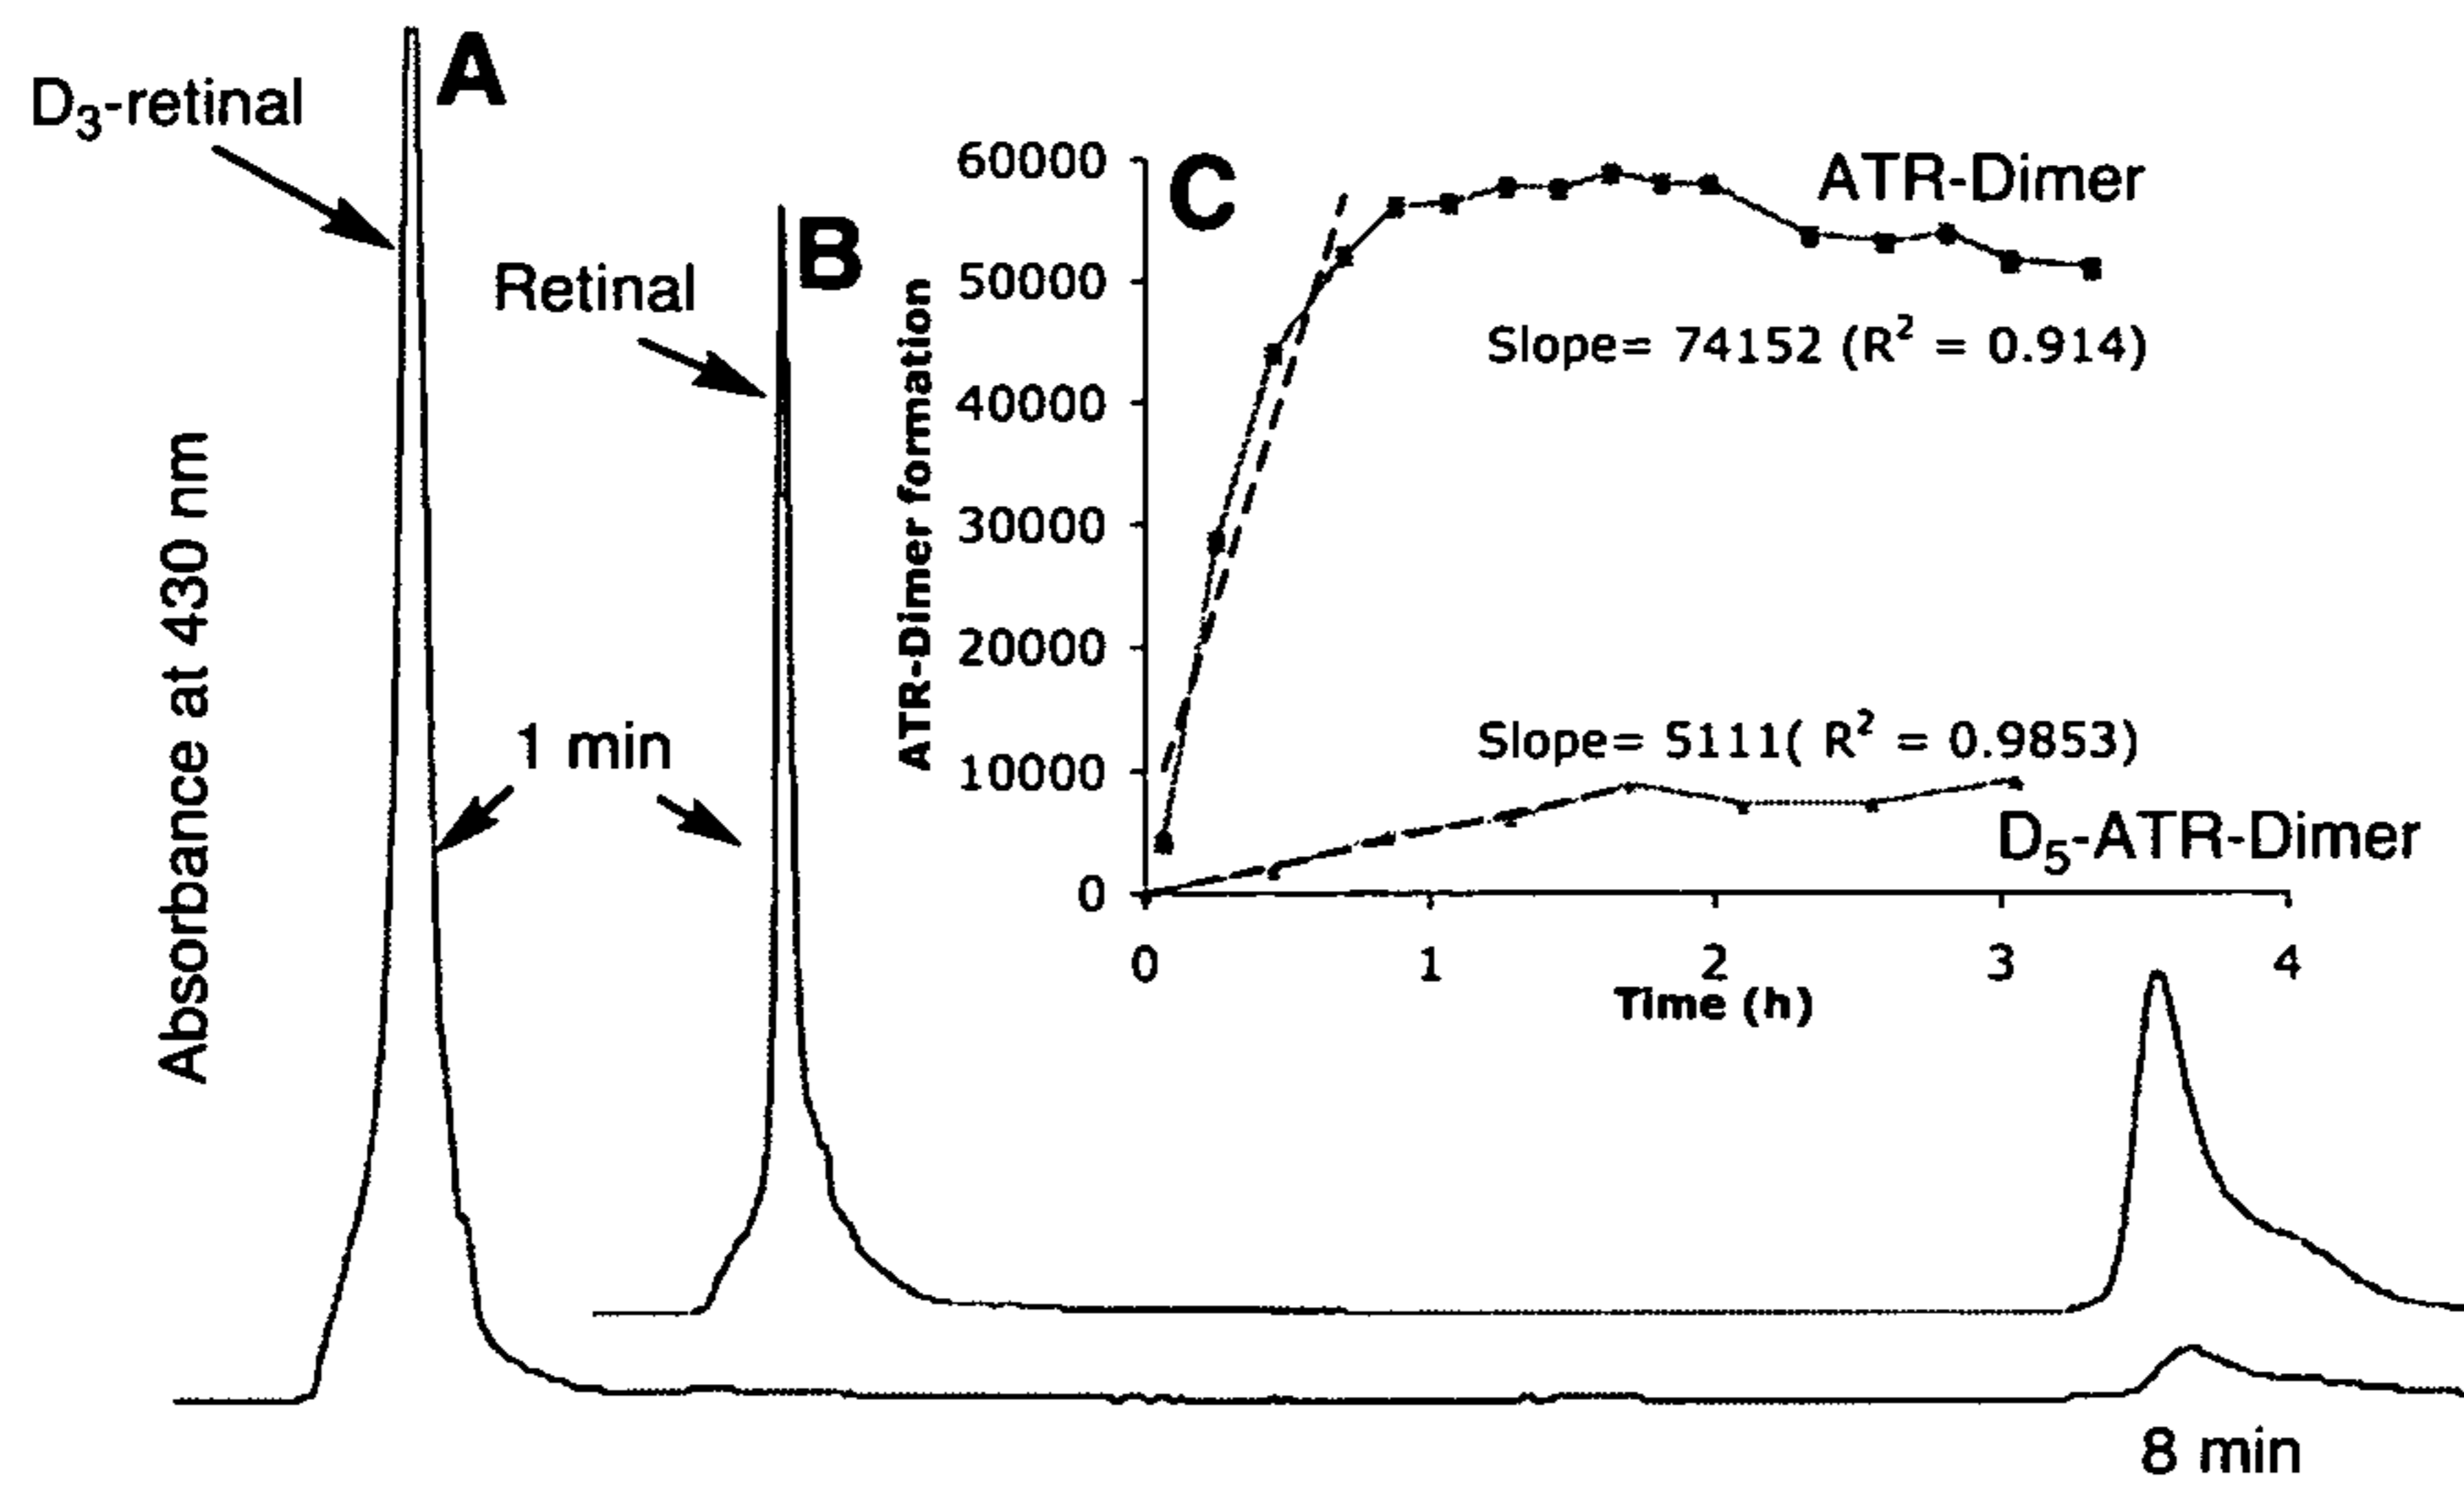 A
D3-retinal
B
Retinal
1 min
Absorbance at 430 nm
C
ATR-Dimer formation
60000
50000
40000
30000
20000
10000
0
ATR-Dimer
Slope= 74152 (R² = 0.914)
Slope= 5111( R² = 0.9853)
D5-ATR-Dimer
0 1 2 3 4
Time (h)
8 min